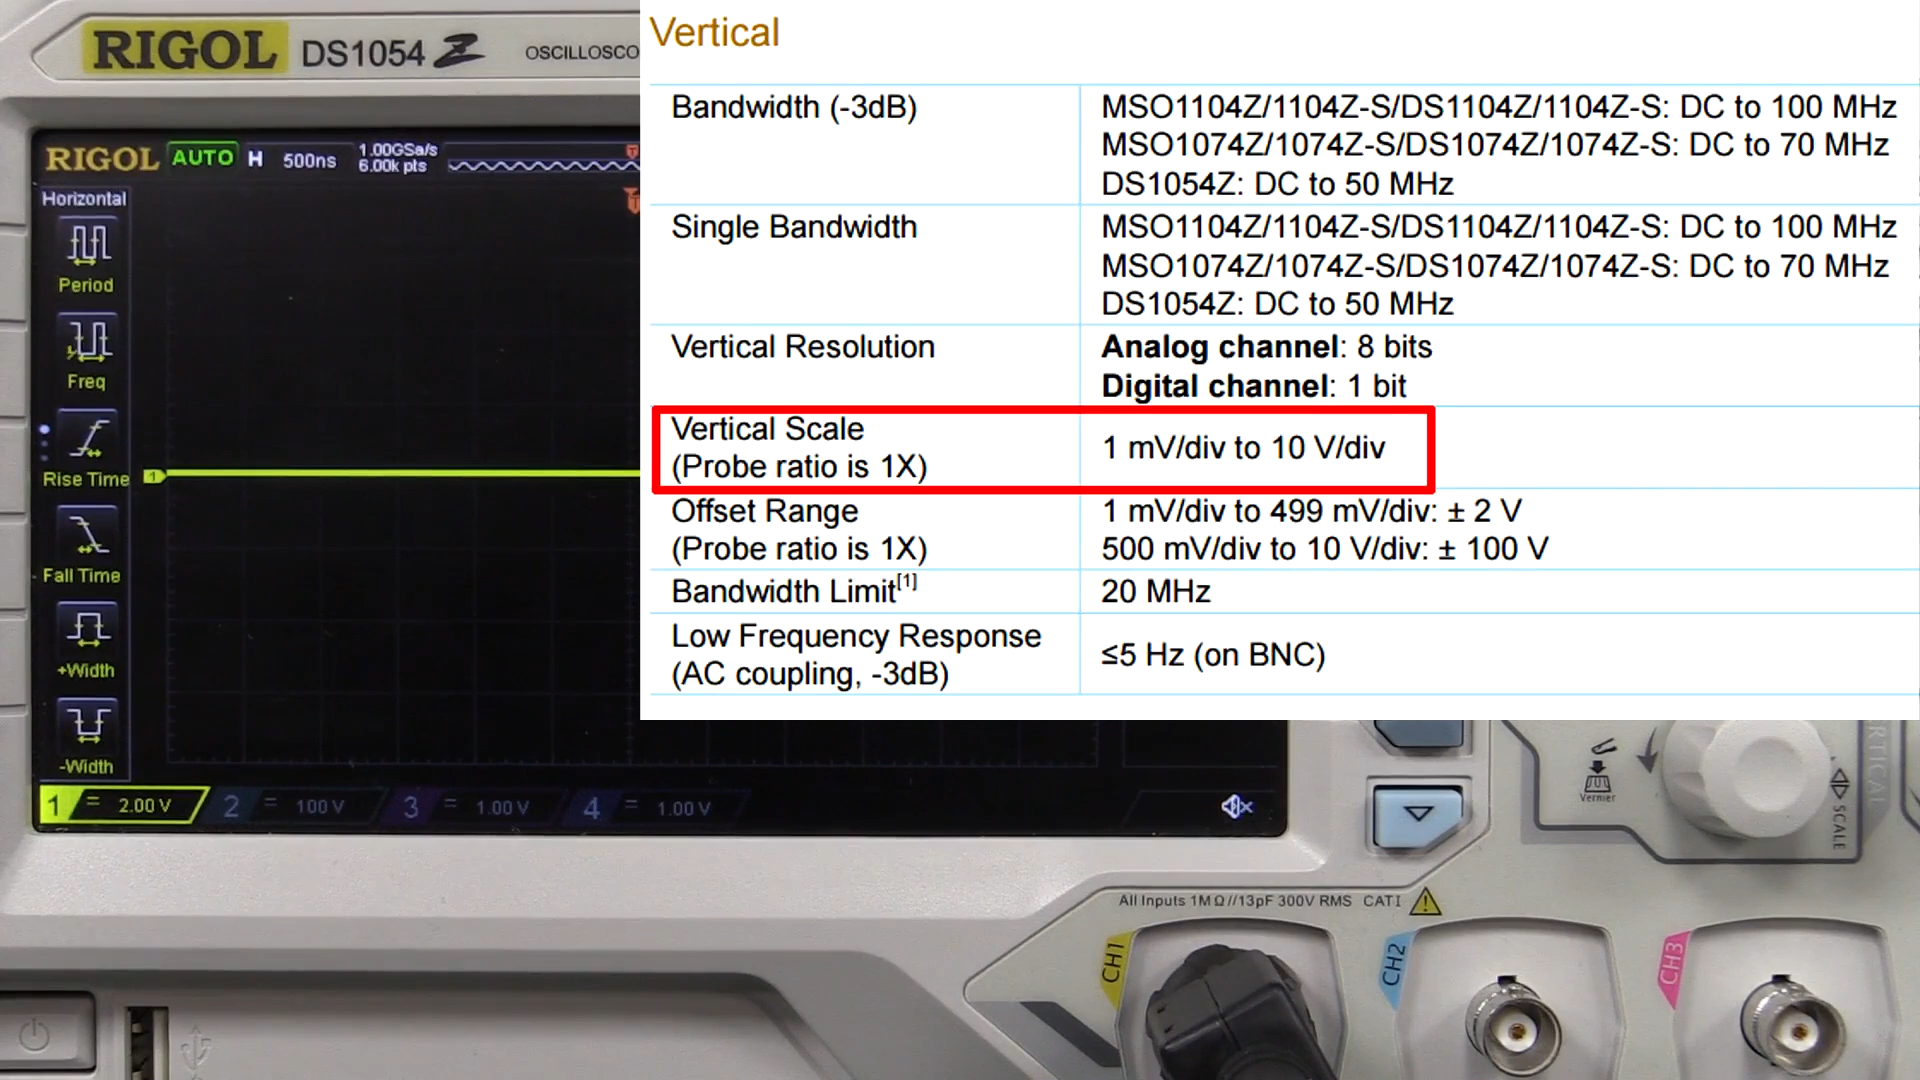 RIGOL DS1054 Z OSCILLOSCO
RIGOL AUTO H 500ns 1.00GSa/s
6.00k pts
Horizontal
Period
Freq
Rise Time
Fall Time
+Width
-Width
1
1 = 2.00 V 2 = 100 V 3 = 1.00 V 4 = 1.00 V
Vertical
Bandwidth (-3dB)
MSO1104Z/1104Z-S/DS1104Z/1104Z-S: DC to 100 MHz
MSO1074Z/1074Z-S/DS1074Z/1074Z-S: DC to 70 MHz
DS1054Z: DC to 50 MHz
Single Bandwidth
MSO1104Z/1104Z-S/DS1104Z/1104Z-S: DC to 100 MHz
MSO1074Z/1074Z-S/DS1074Z/1074Z-S: DC to 70 MHz
DS1054Z: DC to 50 MHz
Vertical Resolution
Analog channel: 8 bits
Digital channel: 1 bit
Vertical Scale
(Probe ratio is 1X)
1 mV/div to 10 V/div
Offset Range
(Probe ratio is 1X)
1 mV/div to 499 mV/div: ± 2 V
500 mV/div to 10 V/div: ± 100 V
Bandwidth Limit[1]
20 MHz
Low Frequency Response
(AC coupling, -3dB)
≤5 Hz (on BNC)
Vernier
SCALE
All Inputs 1MΩ//13pF 300V RMS CAT I
CH1
CH2
CH3